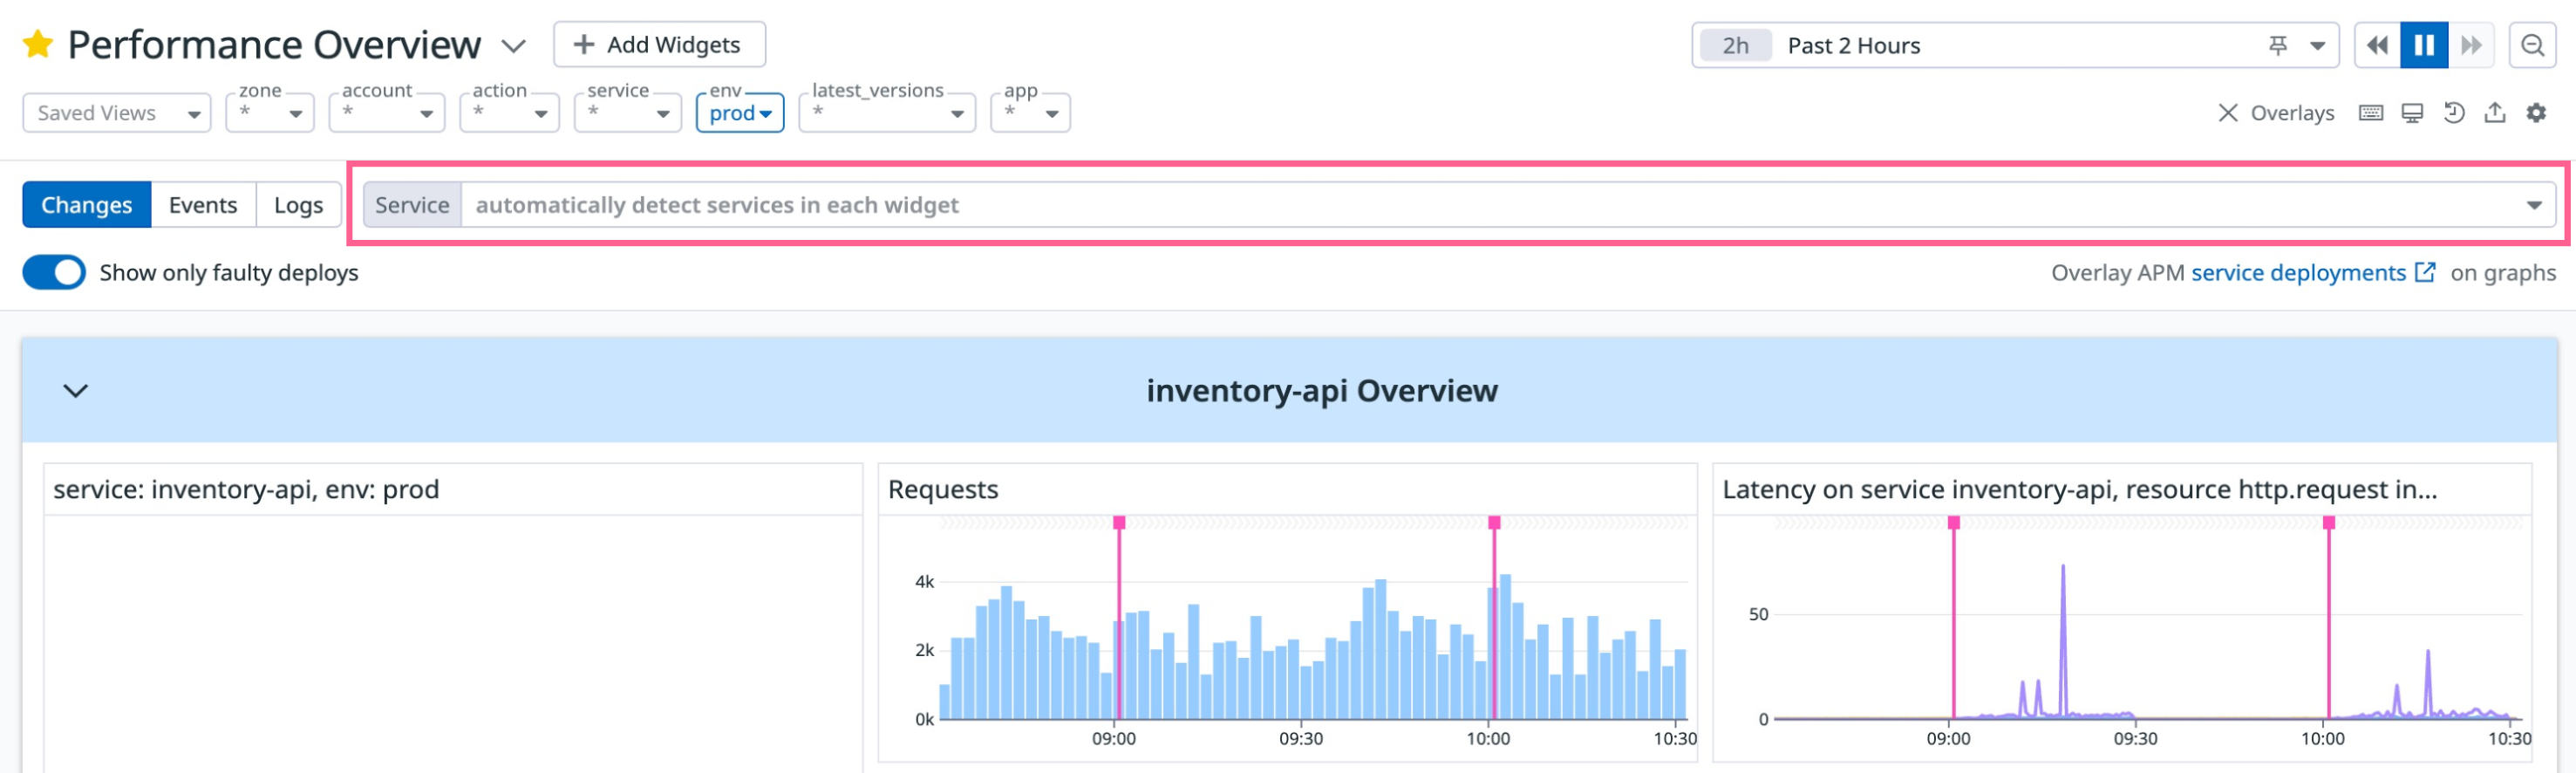 Performance Overview
+ Add Widgets
2h Past 2 Hours
Saved Views
zone
*
account
*
action
*
service
*
env
prod
latest_versions
*
app
*
Overlays
Changes Events Logs
Service automatically detect services in each widget
Show only faulty deploys
Overlay APM service deployments on graphs
inventory-api Overview
service: inventory-api, env: prod
Requests
4k
2k
0k
09:00 09:30 10:00 10:30
Latency on service inventory-api, resource http.request in...
50
0
09:00 09:30 10:00 10:30